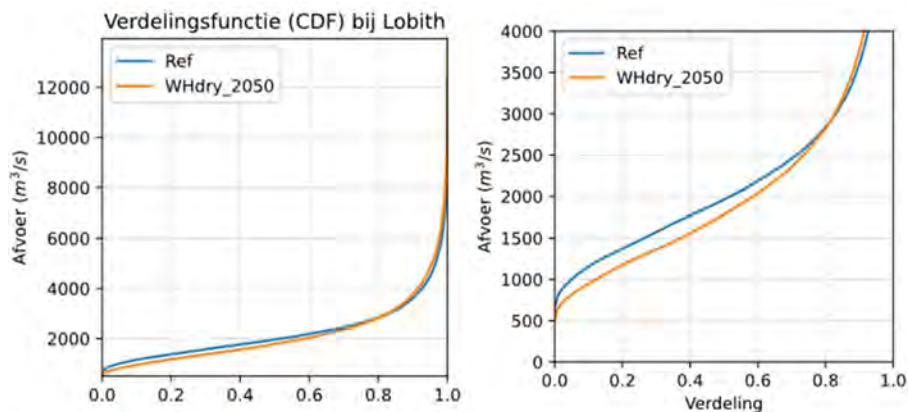 Verdelingsfunctie (CDF) bij Lobith
Ref
WHdry_2050
Afvoer (m³/s)
12000
10000
8000
6000
4000
2000
0.0 0.2 0.4 0.6 0.8 1.0
Ref
WHdry_2050
Afvoer (m³/s)
4000
3500
3000
2500
2000
1500
1000
500
0
0.0 0.2 0.4 0.6 0.8 1.0
Verdeling